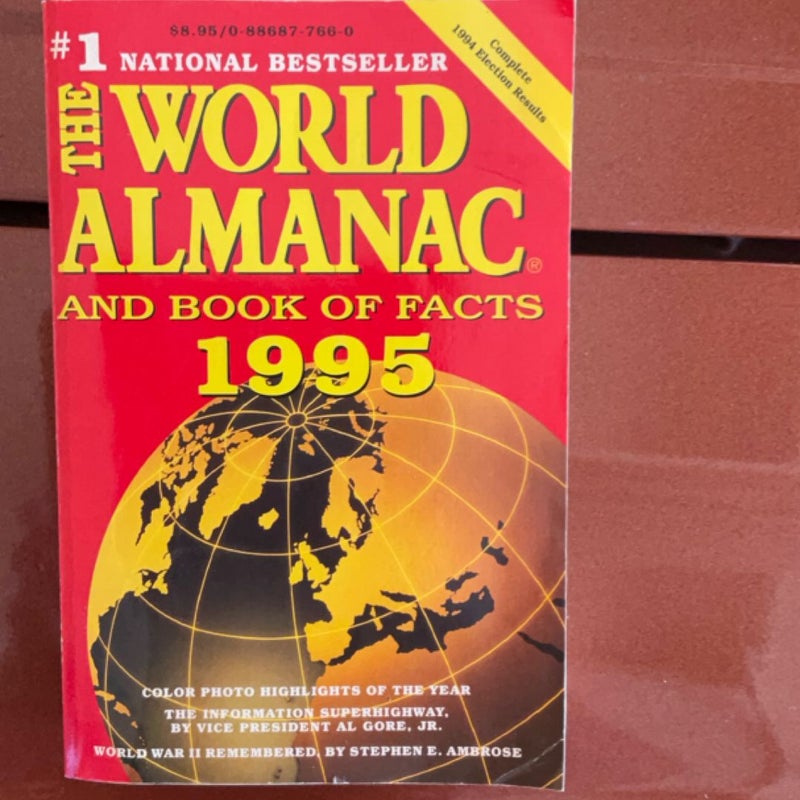 $8.95/0-88687-766-0
#1 NATIONAL BESTSELLER
Complete
1994 Election Results
THE WORLD
ALMANAC®
AND BOOK OF FACTS
1995
COLOR PHOTO HIGHLIGHTS OF THE YEAR
THE INFORMATION SUPERHIGHWAY,
BY VICE PRESIDENT AL GORE, JR.
WORLD WAR II REMEMBERED, BY STEPHEN E. AMBROSE